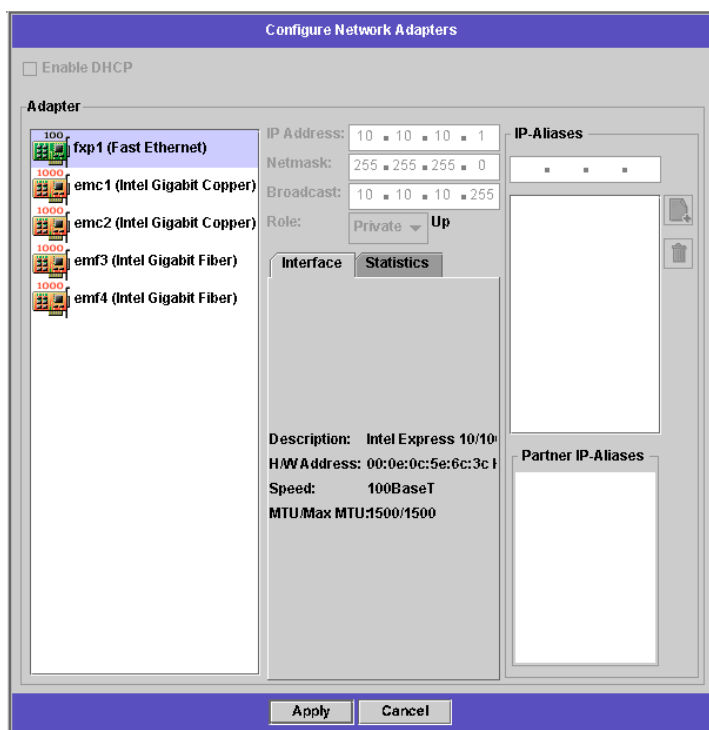 Configure Network Adapters
Enable DHCP
Adapter
100
fxp1 (Fast Ethernet)
1000
emc1 (Intel Gigabit Copper)
1000
emc2 (Intel Gigabit Copper)
1000
emf3 (Intel Gigabit Fiber)
1000
emf4 (Intel Gigabit Fiber)
IP Address: 10 . 10 . 10 . 1
Netmask: 255 . 255 . 255 . 0
Broadcast: 10 . 10 . 10 . 255
Role: Private Up
Interface Statistics
Description: Intel Express 10/10
H/W Address: 00:0e:0c:5e:6c:3c
Speed: 100BaseT
MTU/Max MTU: 1500/1500
IP-Aliases
. . .
Partner IP-Aliases
Apply Cancel